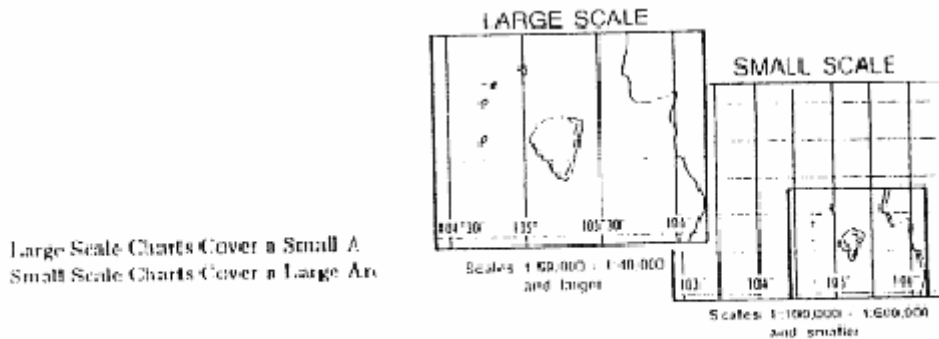 LARGE SCALE
SMALL SCALE
104°30'
105°
105°30'
106°
Large Scale Charts Cover a Small A
Small Scale Charts Cover a Large Are
Scales 1:50,000 - 1:40,000
and larger
103°
104°
105°
106°
Scales 1:100,000 - 1:600,000
and smaller